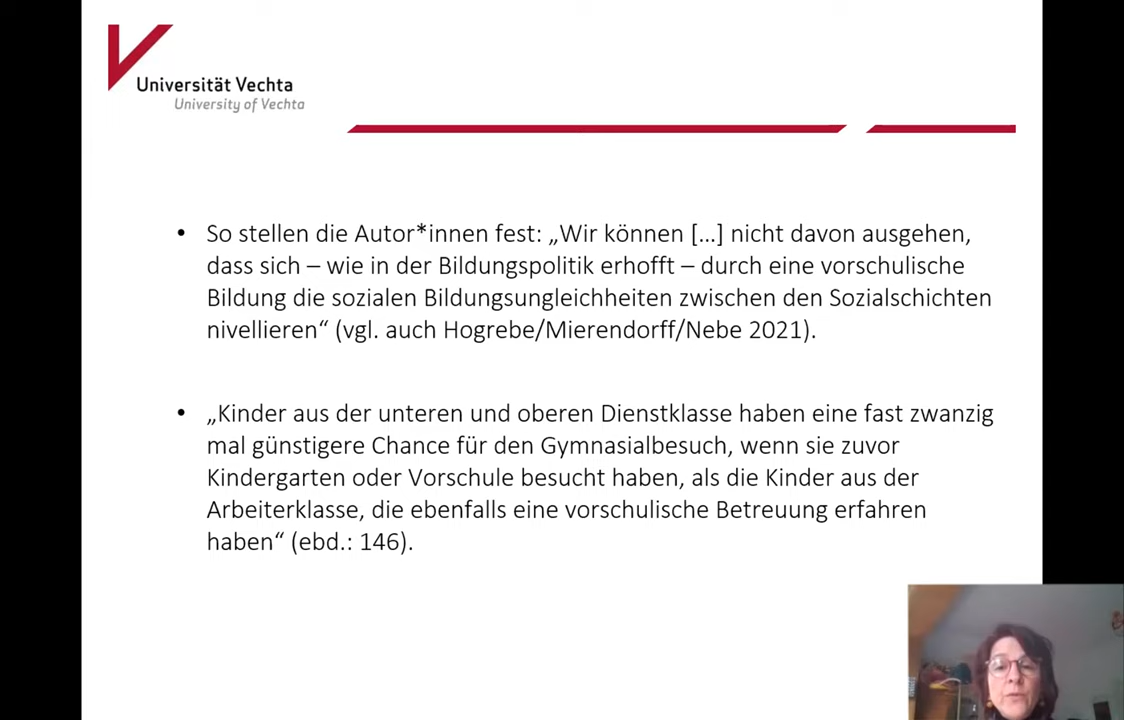 Universität Vechta
University of Vechta
• So stellen die Autor*innen fest: „Wir können […] nicht davon ausgehen,
dass sich – wie in der Bildungspolitik erhofft – durch eine vorschulische
Bildung die sozialen Bildungsungleichheiten zwischen den Sozialschichten
nivellieren“ (vgl. auch Hogrebe/Mierendorff/Nebe 2021).
• „Kinder aus der unteren und oberen Dienstklasse haben eine fast zwanzig
mal günstigere Chance für den Gymnasialbesuch, wenn sie zuvor
Kindergarten oder Vorschule besucht haben, als die Kinder aus der
Arbeiterklasse, die ebenfalls eine vorschulische Betreuung erfahren
haben“ (ebd.: 146).